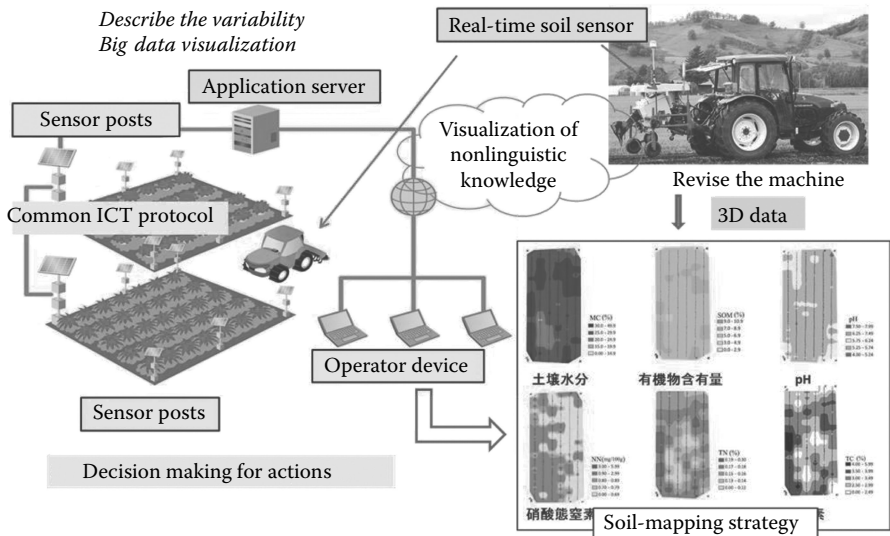 Describe the variability
Big data visualization
Real-time soil sensor
Application server
Sensor posts
Visualization of
nonlinguistic
knowledge
Common ICT protocol
Revise the machine
3D data
MC (%)
SOM (%)
pH
土壌水分
有機物含有量
pH
Operator device
Sensor posts
NN(mg/100g)
TN (%)
TC (%)
Decision making for actions
硝酸態窒素
素
Soil-mapping strategy